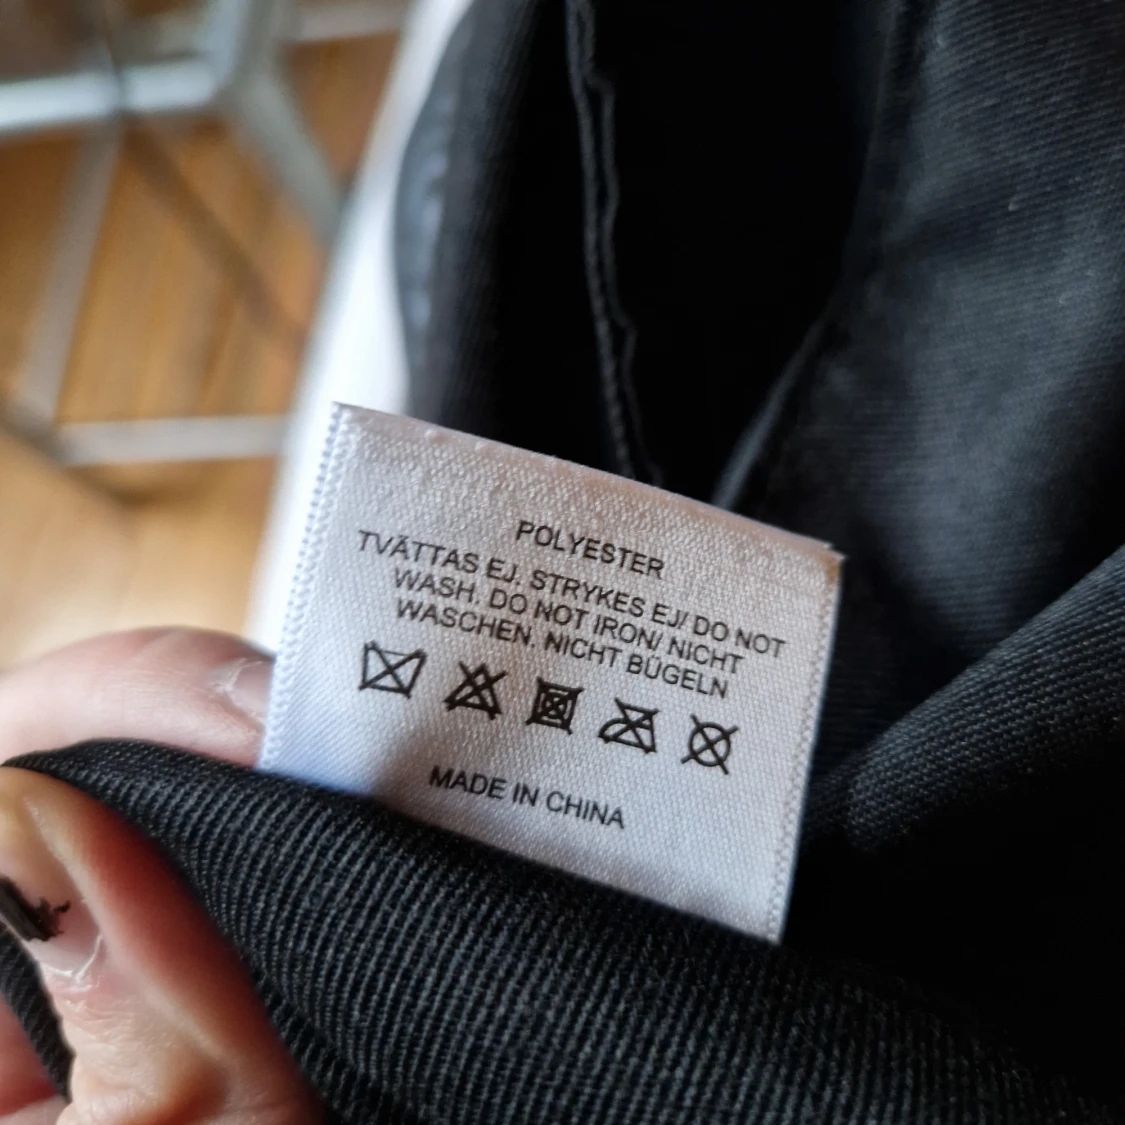 POLYESTER
TVÄTTAS EJ. STRYKES EJ/ DO NOT
WASH. DO NOT IRON/ NICHT
WASCHEN. NICHT BÜGELN
MADE IN CHINA